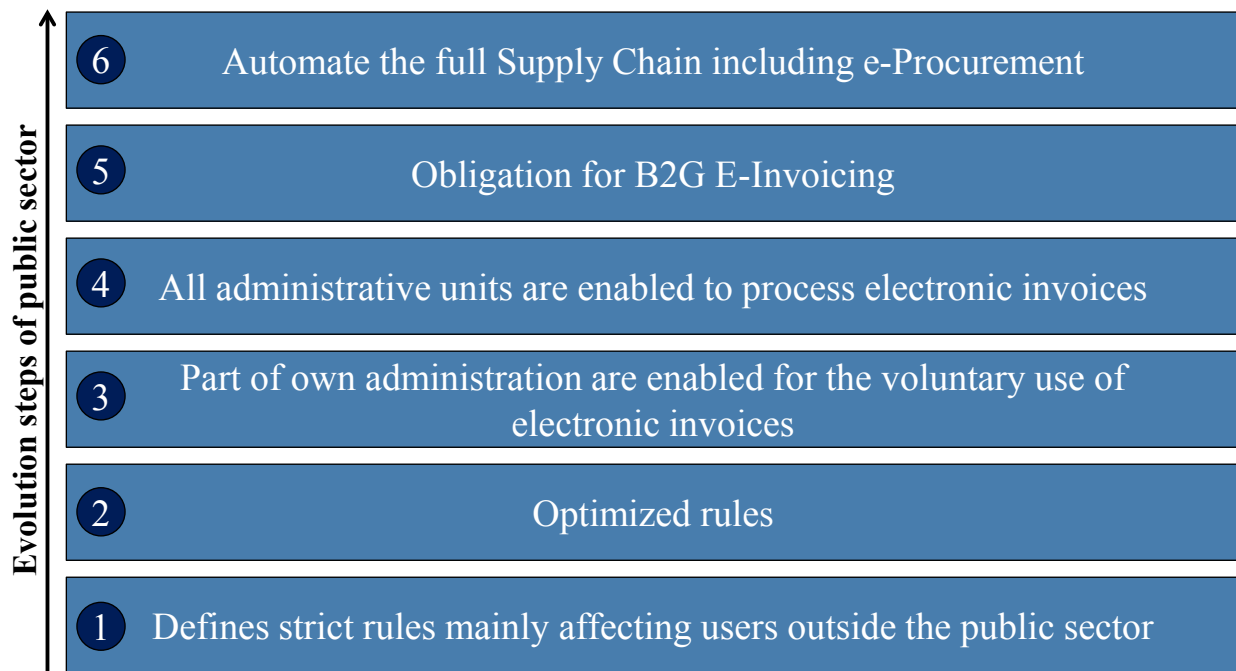 Evolution steps of public sector
6 Automate the full Supply Chain including e-Procurement
5 Obligation for B2G E-Invoicing
4 All administrative units are enabled to process electronic invoices
3 Part of own administration are enabled for the voluntary use of
electronic invoices
2 Optimized rules
1 Defines strict rules mainly affecting users outside the public sector